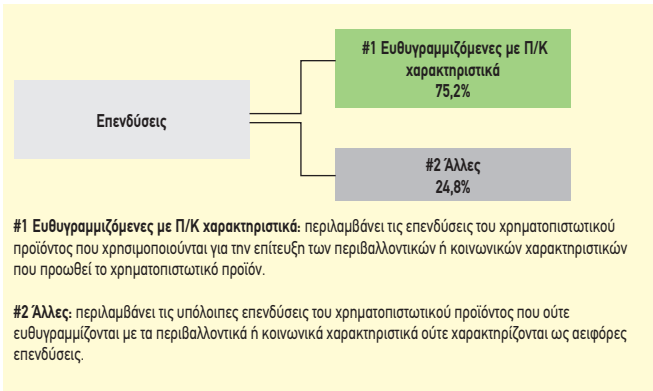 #1 Ευθυγραμμιζόμενες με Π/Κ
χαρακτηριστικά
75,2%
Επενδύσεις
#2 Άλλες
24,8%
#1 Ευθυγραμμιζόμενες με Π/Κ χαρακτηριστικά: περιλαμβάνει τις επενδύσεις του χρηματοπιστωτικού
προϊόντος που χρησιμοποιούνται για την επίτευξη των περιβαλλοντικών ή κοινωνικών χαρακτηριστικών
που προωθεί το χρηματοπιστωτικό προϊόν.
#2 Άλλες: περιλαμβάνει τις υπόλοιπες επενδύσεις του χρηματοπιστωτικού προϊόντος που ούτε
ευθυγραμμίζονται με τα περιβαλλοντικά ή κοινωνικά χαρακτηριστικά ούτε χαρακτηρίζονται ως αειφόρες
επενδύσεις.